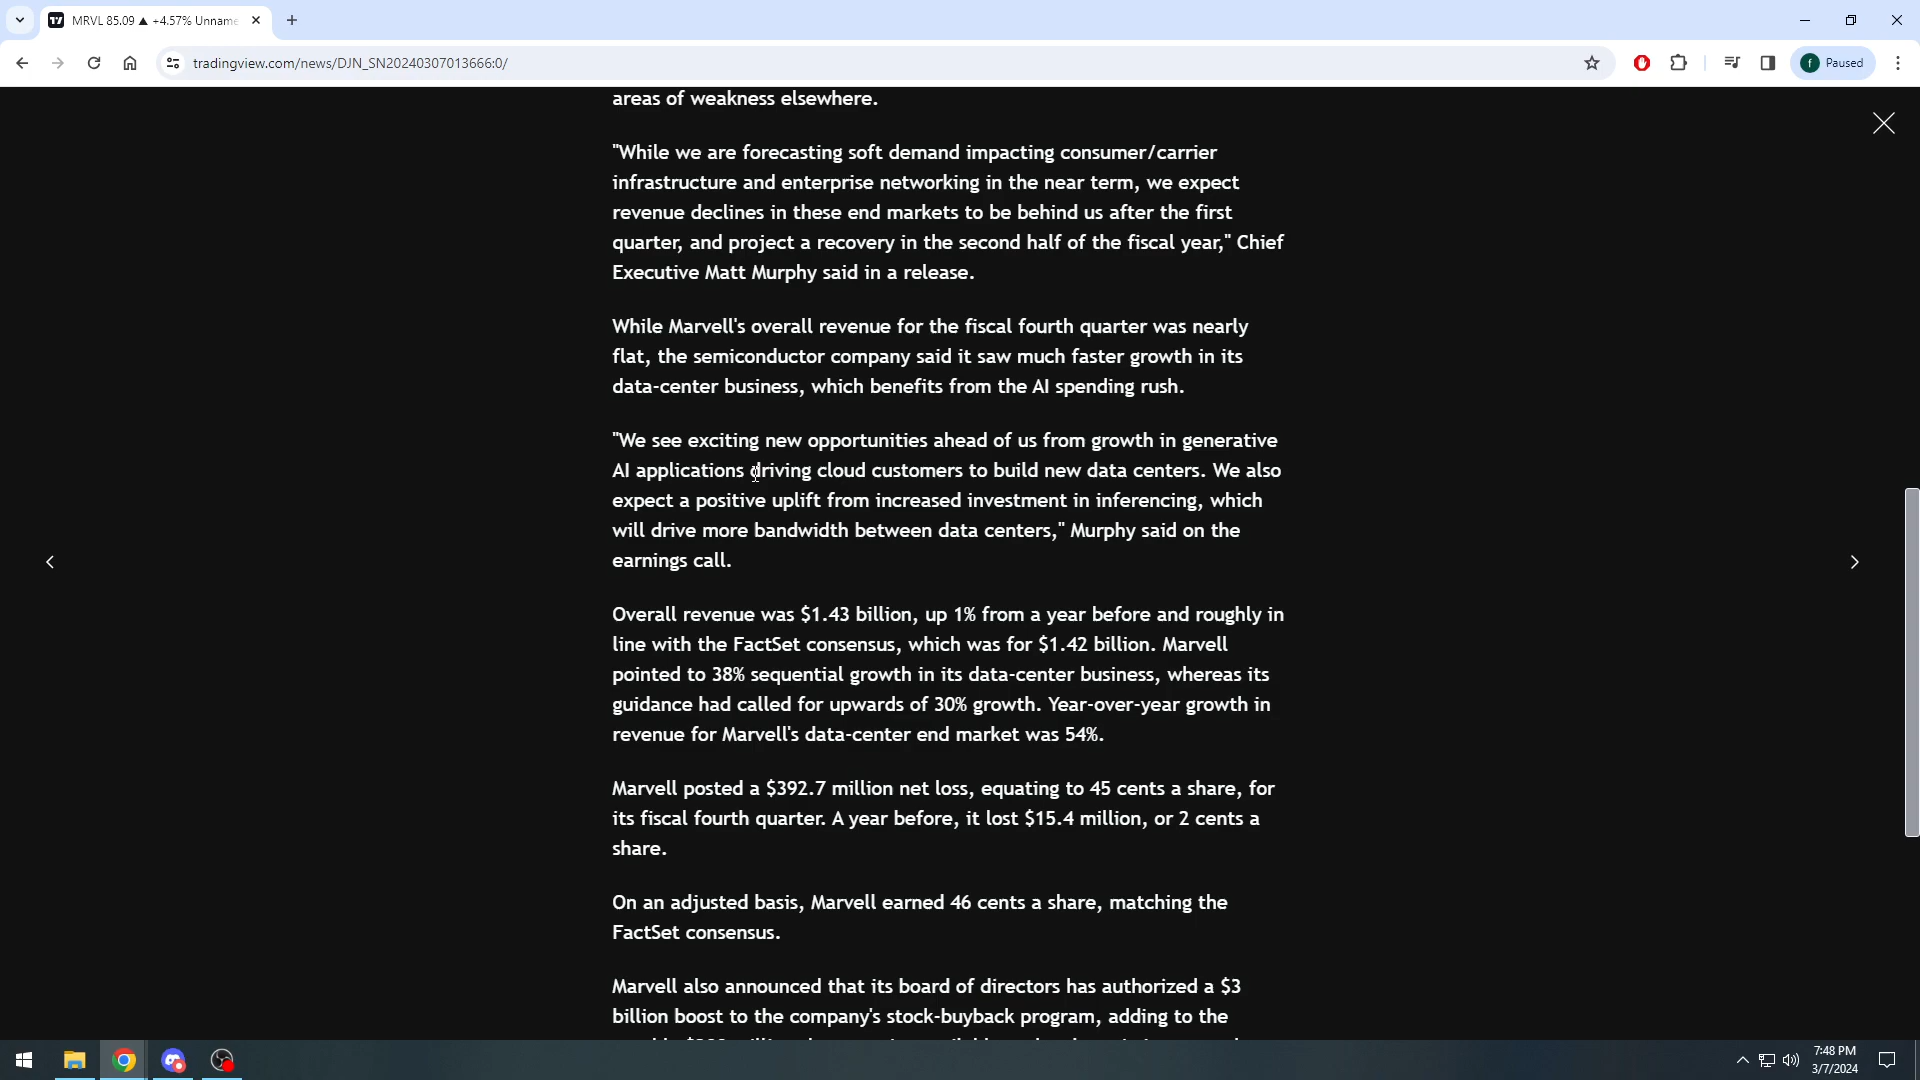 MRVL 85.09 ▲ +4.57% Unname
tradingview.com/news/DJN_SN20240307013666:0/
f Paused
areas of weakness elsewhere.
"While we are forecasting soft demand impacting consumer/carrier
infrastructure and enterprise networking in the near term, we expect
revenue declines in these end markets to be behind us after the first
quarter, and project a recovery in the second half of the fiscal year," Chief
Executive Matt Murphy said in a release.
While Marvell's overall revenue for the fiscal fourth quarter was nearly
flat, the semiconductor company said it saw much faster growth in its
data-center business, which benefits from the AI spending rush.
"We see exciting new opportunities ahead of us from growth in generative
AI applications driving cloud customers to build new data centers. We also
expect a positive uplift from increased investment in inferencing, which
will drive more bandwidth between data centers," Murphy said on the
earnings call.
Overall revenue was $1.43 billion, up 1% from a year before and roughly in
line with the FactSet consensus, which was for $1.42 billion. Marvell
pointed to 38% sequential growth in its data-center business, whereas its
guidance had called for upwards of 30% growth. Year-over-year growth in
revenue for Marvell's data-center end market was 54%.
Marvell posted a $392.7 million net loss, equating to 45 cents a share, for
its fiscal fourth quarter. A year before, it lost $15.4 million, or 2 cents a
share.
On an adjusted basis, Marvell earned 46 cents a share, matching the
FactSet consensus.
Marvell also announced that its board of directors has authorized a $3
billion boost to the company's stock-buyback program, adding to the
7:48 PM
3/7/2024